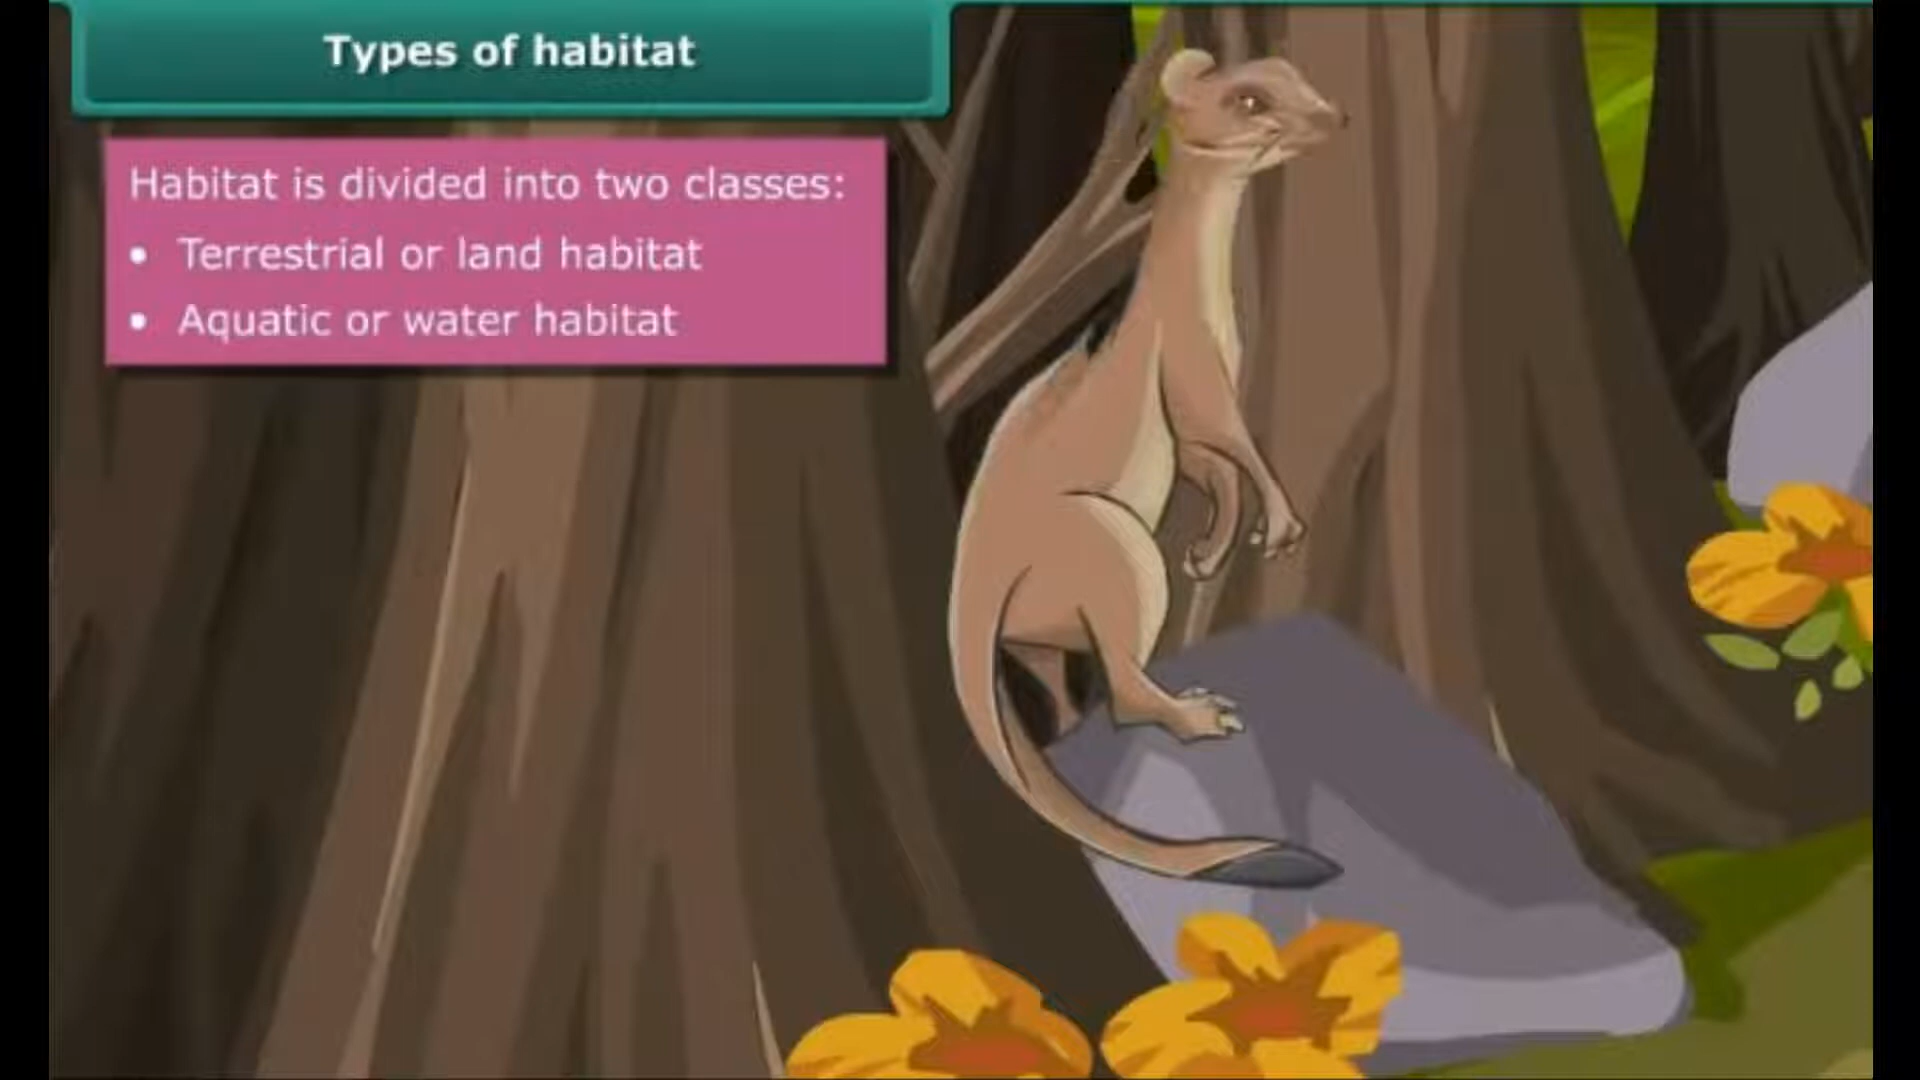 Types of habitat
Habitat is divided into two classes:
• Terrestrial or land habitat
• Aquatic or water habitat